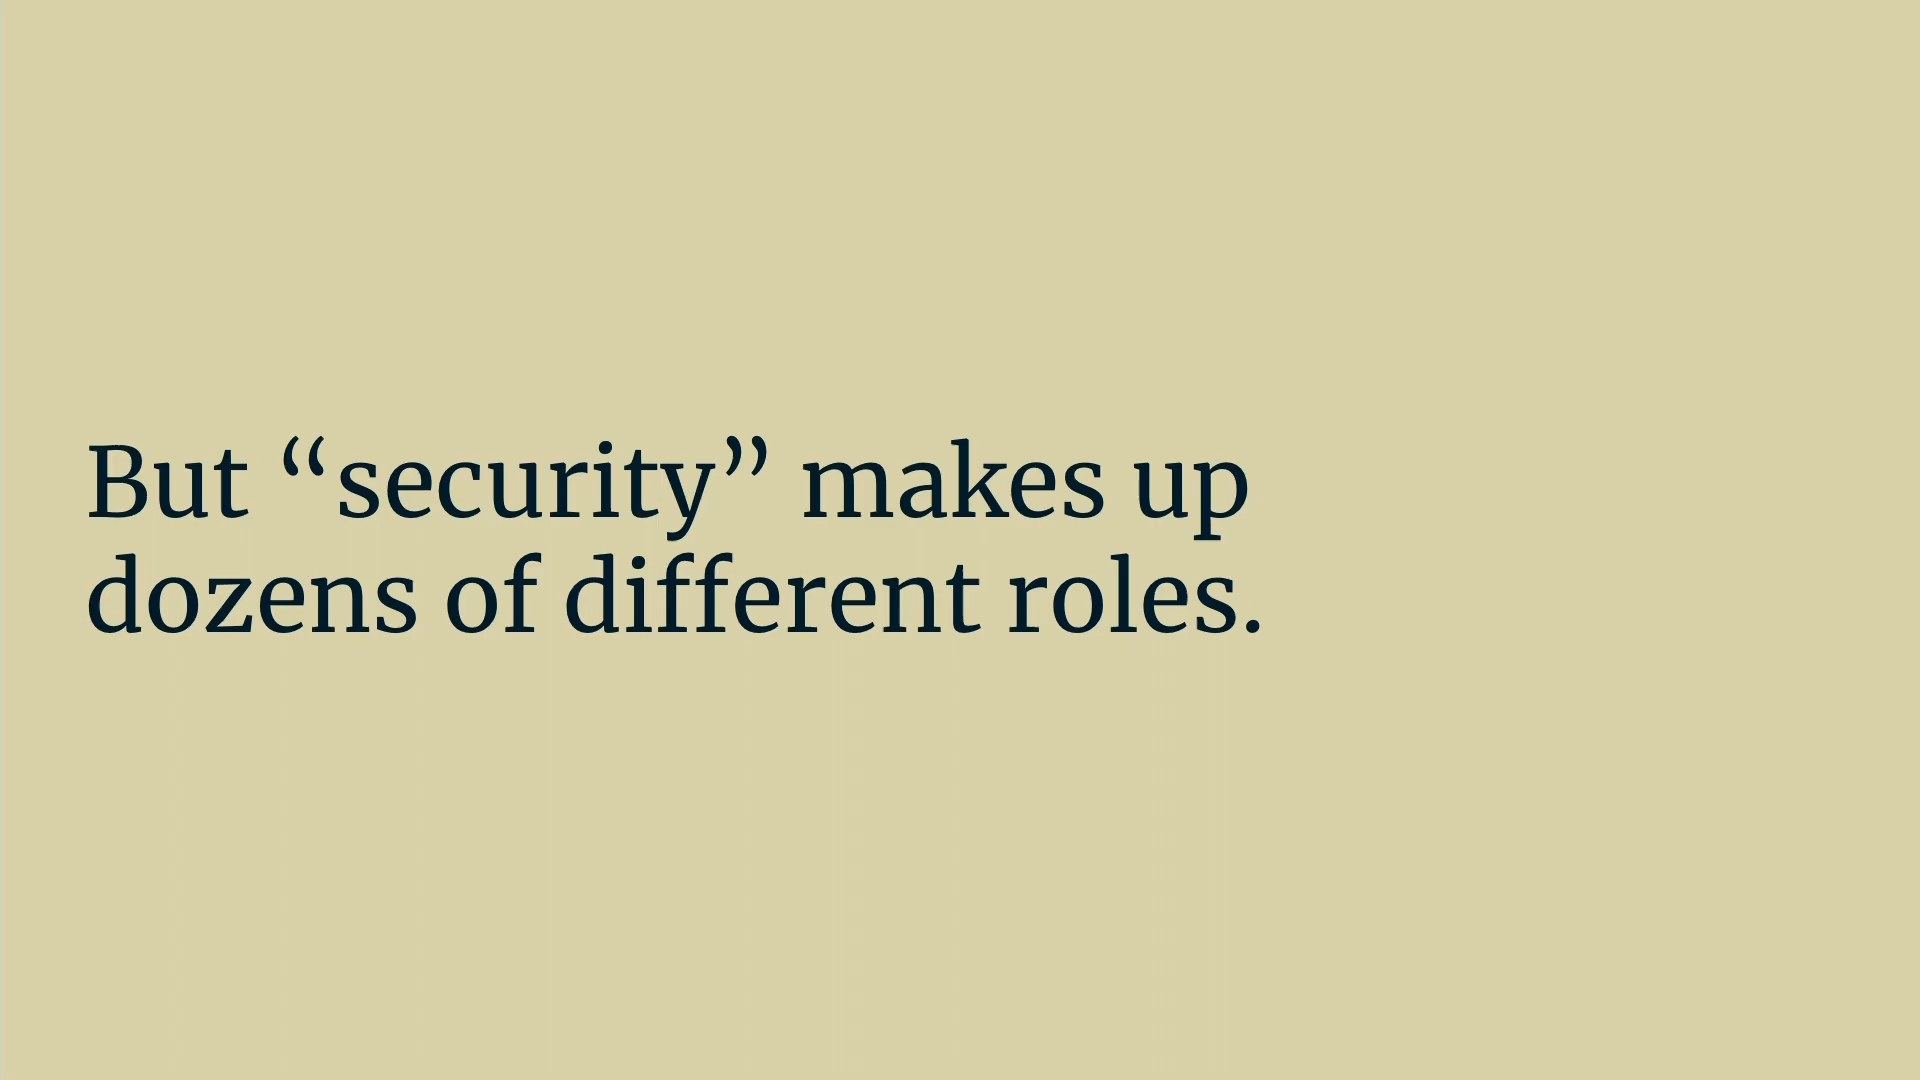 But “security” makes up
dozens of different roles.